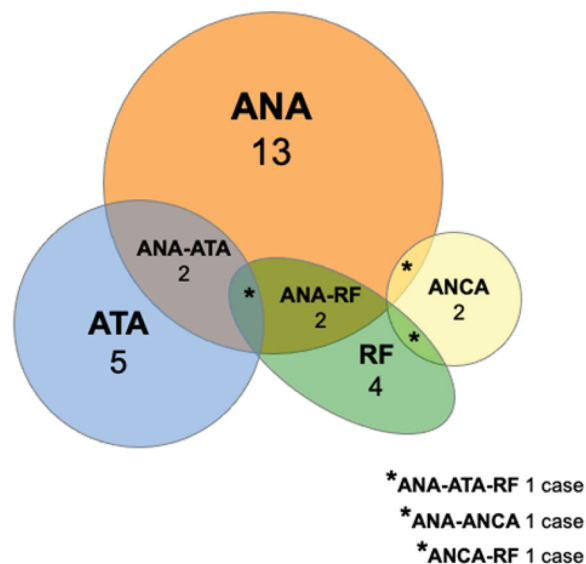 ANA
13
ANA-ATA
2
*
ANA-RF
2
*
ANCA
2
*
ATA
5
RF
4
*ANA-ATA-RF 1 case
*ANA-ANCA 1 case
*ANCA-RF 1 case